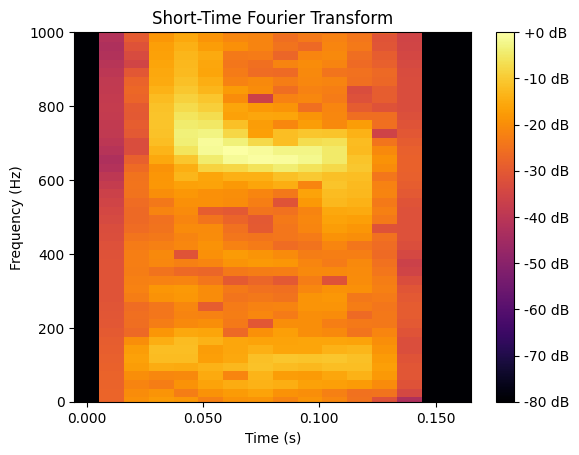 Short-Time Fourier Transform
1000
800
600
400
200
0
Frequency (Hz)
0.000
0.050
0.100
0.150
Time (s)
+0 dB
-10 dB
-20 dB
-30 dB
-40 dB
-50 dB
-60 dB
-70 dB
-80 dB